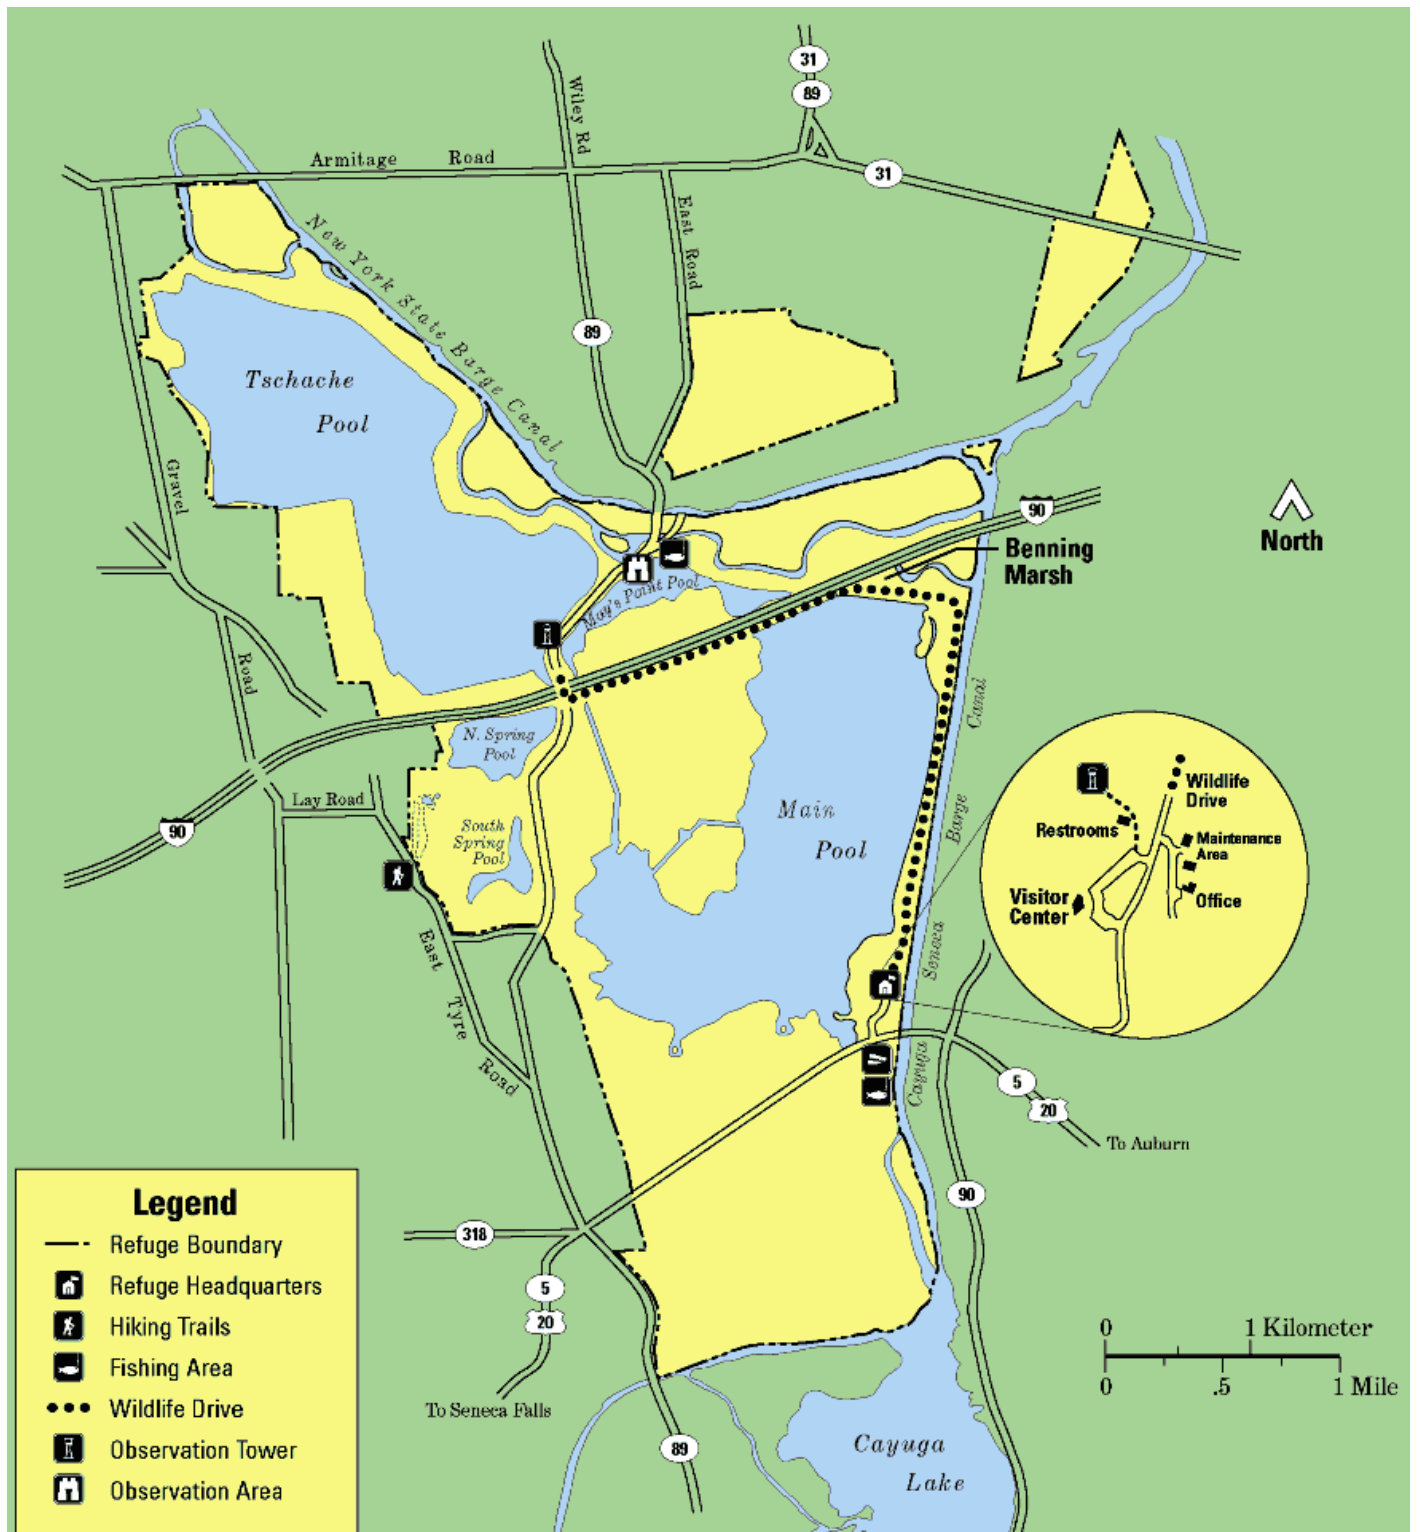 31
89
Wiley Rd
Armitage Road
31
East Road
New York State Barge Canal
89
Tschache
Pool
Gravel
Road
90
North
Benning
Marsh
May's Point Pool
N. Spring
Pool
Canal
Barge
Seneca
Cayuga
Lay Road
90
South
Spring
Pool
Main
Pool
Wildlife
Drive
Restrooms
Maintenance
Area
Visitor
Center
Office
East
Tyre
Road
5
20
To Auburn
90
318
5
20
To Seneca Falls
89
Cayuga
Lake
0 1 Kilometer
0 .5 1 Mile
Legend
Refuge Boundary
Refuge Headquarters
Hiking Trails
Fishing Area
Wildlife Drive
Observation Tower
Observation Area